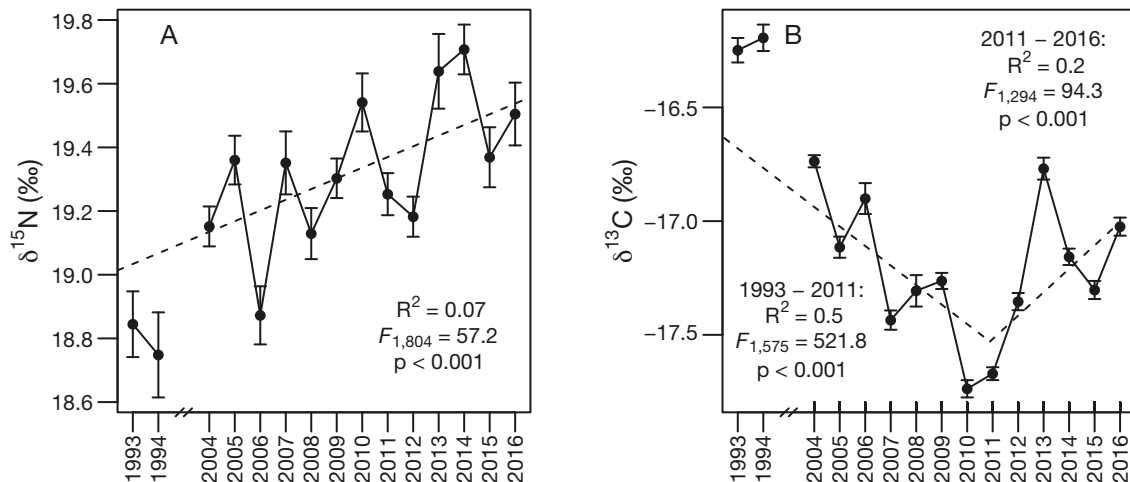 A
19.8
19.6
19.4
19.2
19.0
18.8
18.6
δ¹⁵N (‰)
R² = 0.07
F₁,₈₀₄ = 57.2
p < 0.001
1993
1994
2004
2005
2006
2007
2008
2009
2010
2011
2012
2013
2014
2015
2016
B
−16.5
−17.0
−17.5
δ¹³C (‰)
2011 – 2016:
R² = 0.2
F₁,₂₉₄ = 94.3
p < 0.001
1993 – 2011:
R² = 0.5
F₁,₅₇₅ = 521.8
p < 0.001
1993
1994
2004
2005
2006
2007
2008
2009
2010
2011
2012
2013
2014
2015
2016